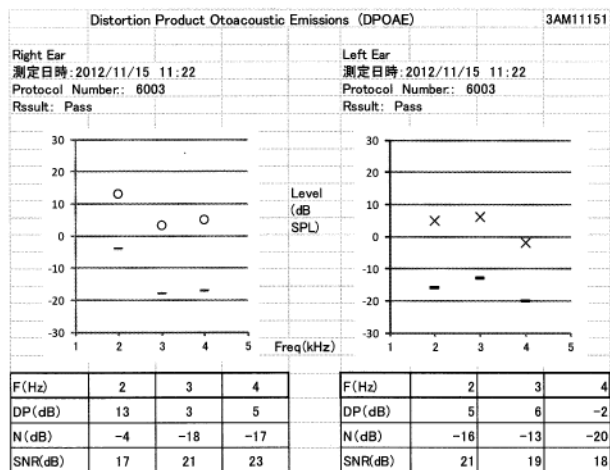 Distortion Product Otoacoustic Emissions (DPOAE) 3AM11151
Right Ear
測定日時:2012/11/15 11:22
Protocol Number:: 6003
Rssult: Pass
Left Ear
測定日時:2012/11/15 11:22
Protocol Number:: 6003
Rssult: Pass
30
20
10
0
-10
-20
-30
1 2 3 4 5
Level
(dB
SPL)
Freq(kHz)
30
20
10
0
-10
-20
-30
1 2 3 4 5
F(Hz) 2 3 4
DP(dB) 13 3 5
N(dB) -4 -18 -17
SNR(dB) 17 21 23
F(Hz) 2 3 4
DP(dB) 5 6 -2
N(dB) -16 -13 -20
SNR(dB) 21 19 18